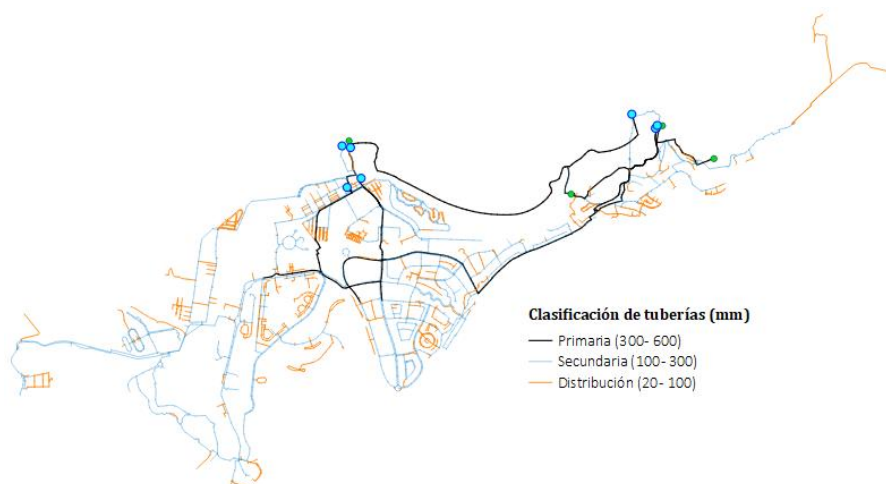 Clasificación de tuberías (mm)
Primaria (300- 600)
Secundaria (100- 300)
Distribución (20- 100)